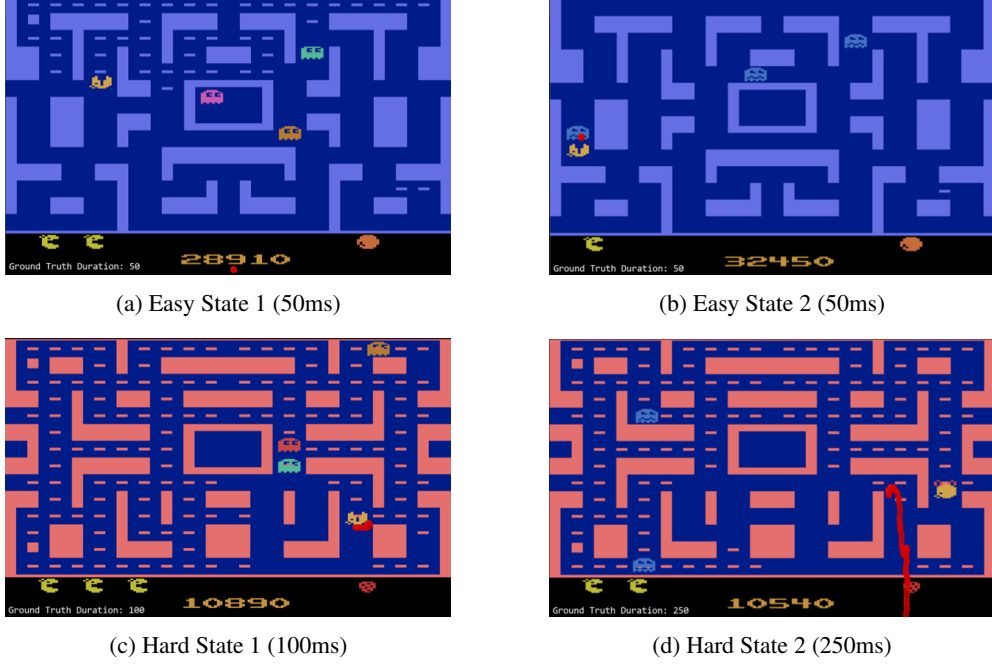 28910
Ground Truth Duration: 50
32450
Ground Truth Duration: 50
(a) Easy State 1 (50ms)
(b) Easy State 2 (50ms)
10890
Ground Truth Duration: 100
10540
Ground Truth Duration: 250
(c) Hard State 1 (100ms)
(d) Hard State 2 (250ms)